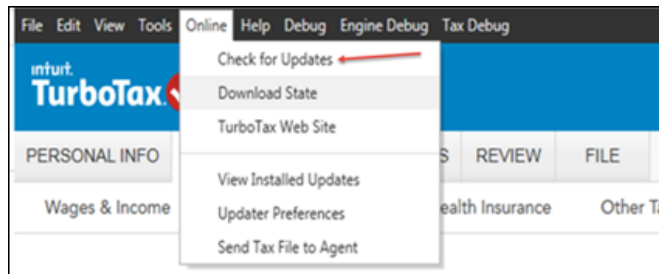 File Edit View Tools Online Help Debug Engine Debug Tax Debug
Check for Updates
intuit.
TurboTax.
Download State
TurboTax Web Site
PERSONAL INFO S REVIEW FILE
View Installed Updates
Wages & Income ealth Insurance Other Ta
Updater Preferences
Send Tax File to Agent